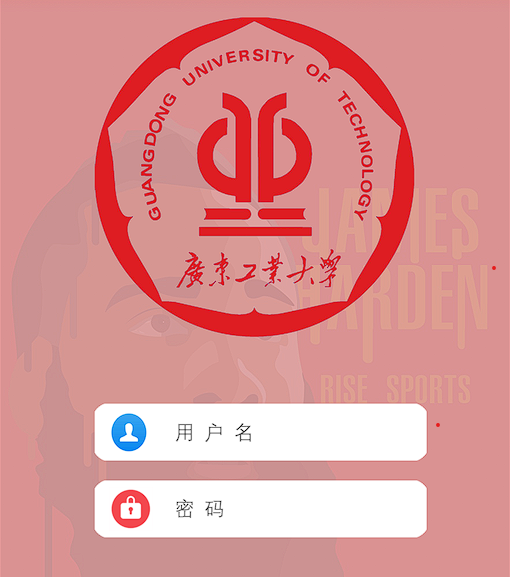 GUANGDONG UNIVERSITY OF TECHNOLOGY
廣東工業大學
JAMES
HARDEN
RISE SPORTS
用户名
密码